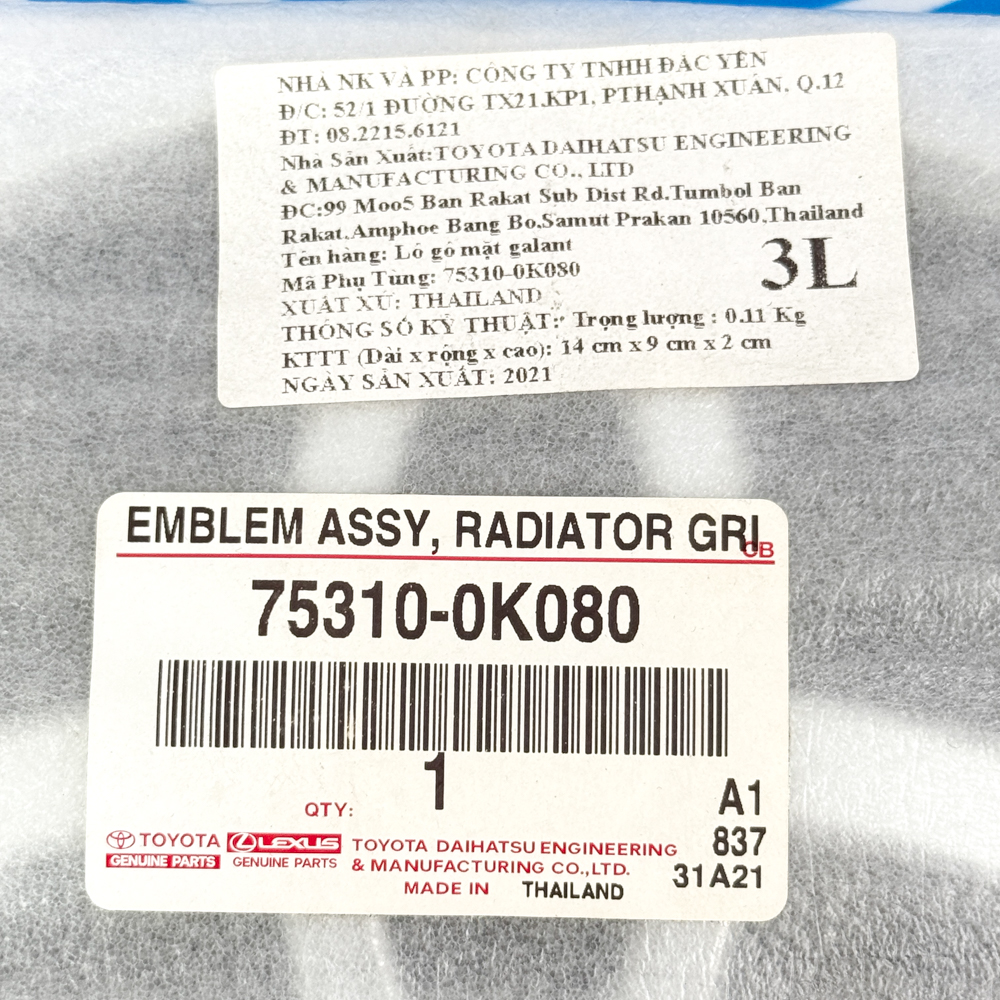 NHÀ NK VÀ PP: CÔNG TY TNHH ĐẮC YÊN
Đ/C: 52/1 ĐƯỜNG TX21.KP1. PTHẠNH XUÂN, Q.12
ĐT: 08.2215.6121
Nhà Sản Xuất:TOYOTA DAIHATSU ENGINEERING
& MANUFACTURING CO., LTD
ĐC:99 Moo5 Ban Rakat Sub Dist Rd.Tumbol Ban
Rakat.Amphoe Bang Bo.Samut Prakan 10560.Thailand
Tên hàng: Lô gô mặt galant
Mã Phụ Tùng: 75310-0K080
3L
XUẤT XỨ: THAILAND
THÔNG SỐ KỸ THUẬT: Trọng lượng : 0.11 Kg
KTTT (Dài x rộng x cao): 14 cm x 9 cm x 2 cm
NGÀY SẢN XUẤT: 2021
EMBLEM ASSY, RADIATOR GRI
CB
75310-0K080
1
QTY:
A1
TOYOTA LEXUS TOYOTA DAIHATSU ENGINEERING 837
GENUINE PARTS GENUINE PARTS & MANUFACTURING CO.,LTD. 31A21
MADE IN THAILAND